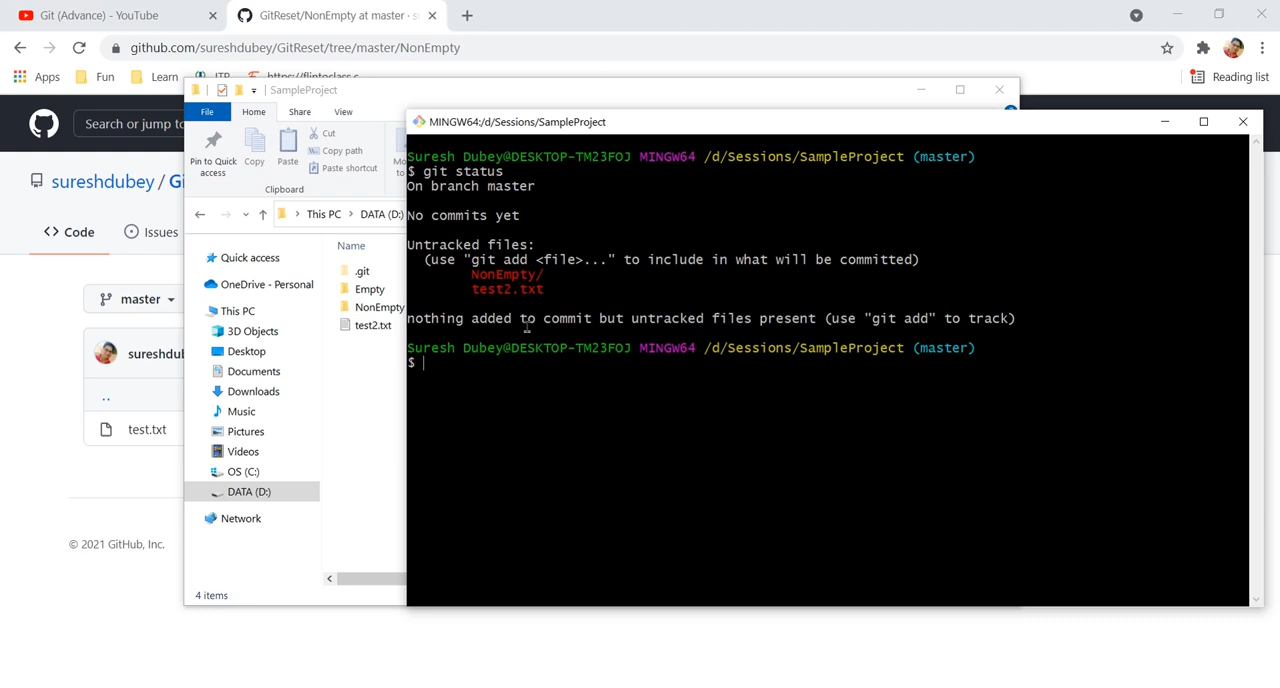 Git (Advance) - YouTube
GitReset/NonEmpty at master · s
github.com/sureshdubey/GitReset/tree/master/NonEmpty
Apps
Fun
Learn
ITP
https://fliptoclass.c
Reading list
SampleProject
File
Home
Share
View
Search or jump to
Pin to Quick access
Copy
Paste
Cut
Copy path
Paste shortcut
Clipboard
sureshdubey /
Code
Issues
This PC
DATA (D:)
master
sureshdub
..
test.txt
© 2021 GitHub, Inc.
Quick access
OneDrive - Personal
This PC
3D Objects
Desktop
Documents
Downloads
Music
Pictures
Videos
OS (C:)
DATA (D:)
Network
4 items
Name
.git
Empty
NonEmpty
test2.txt
MINGW64:/d/Sessions/SampleProject
Suresh Dubey@DESKTOP-TM23FOJ MINGW64 /d/Sessions/SampleProject (master)
$ git status
On branch master
No commits yet
Untracked files:
(use "git add <file>..." to include in what will be committed)
NonEmpty/
test2.txt
nothing added to commit but untracked files present (use "git add" to track)
Suresh Dubey@DESKTOP-TM23FOJ MINGW64 /d/Sessions/SampleProject (master)
$